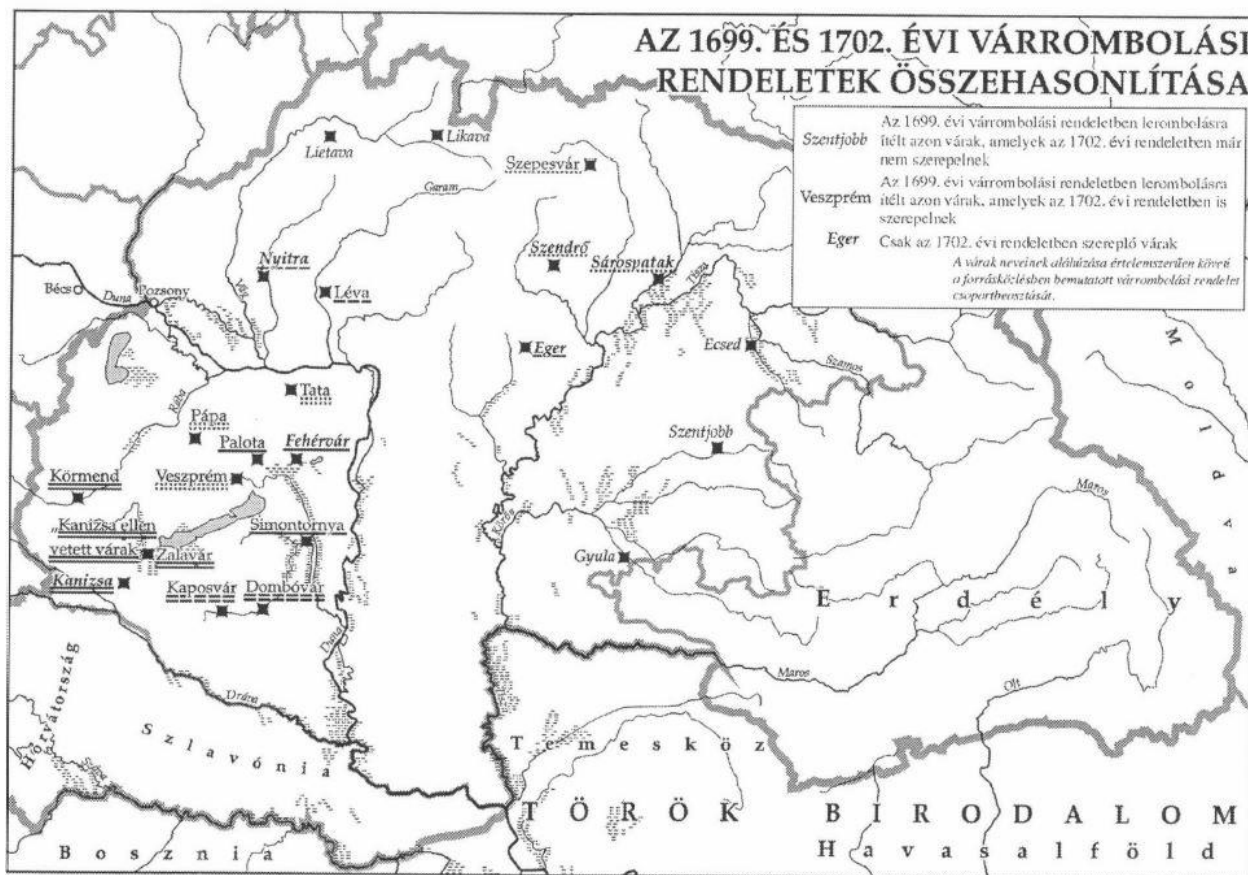 AZ 1699. ÉS 1702. ÉVI VÁRROMBOLÁSI
RENDELETEK ÖSSZEHASONLÍTÁSA
Szentjobb
Az 1699. évi várrombolási rendeletben lerombolásra
ítélt azon várak, amelyek az 1702. évi rendeletben már
nem szerepelnek
Veszprém
Az 1699. évi várrombolási rendeletben lerombolásra
ítélt azon várak, amelyek az 1702. évi rendeletben is
szerepelnek
Eger
Csak az 1702. évi rendeletben szereplő várak
A várak neveinek aláhúzása értelemszerűen követi
a forrásközlésben bemutatott várrombolási rendelet
csoportbeosztását.
Lietava
Likava
Szepesvár
Garam
Nyitra
Vág
Léva
Szendrő
Sárospatak
Tisza
Bécs
Duna
Pozsony
Eger
Ecsed
Szamos
Moldva
Tata
Rába
Pápa
Palota
Fehérvár
Szentjobb
Veszprém
Körmend
Maros
„Kanizsa ellen
vetett várak
Zalavár
Simontornya
Körös
Gyula
Kanizsa
Kaposvár
Dombóvár
Erdély
Duna
Maros
Olt
Dráva
Horvátország
Szlavónia
Száva
Temesköz
TÖRÖK BIRODALOM
Bosznia
Havasalföld